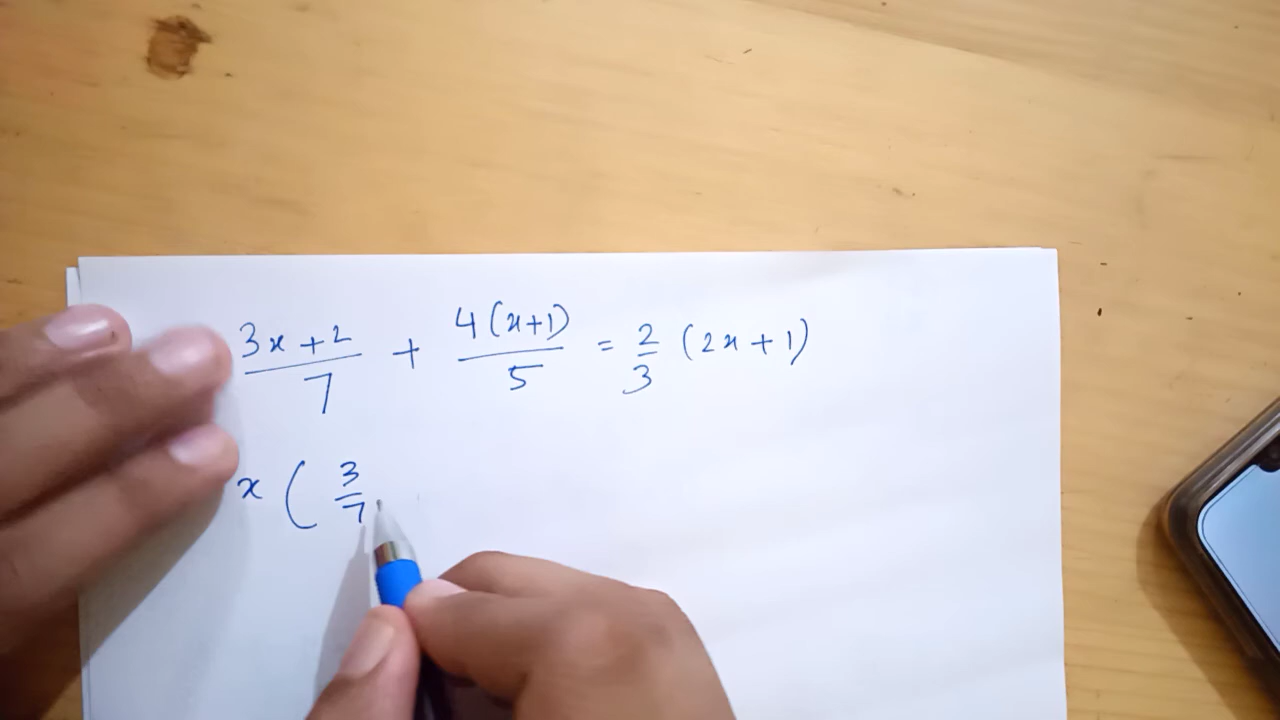 (3x+2)/7 + 4(x+1)/5 = 2/3 (2x+1)
x ( 3/7